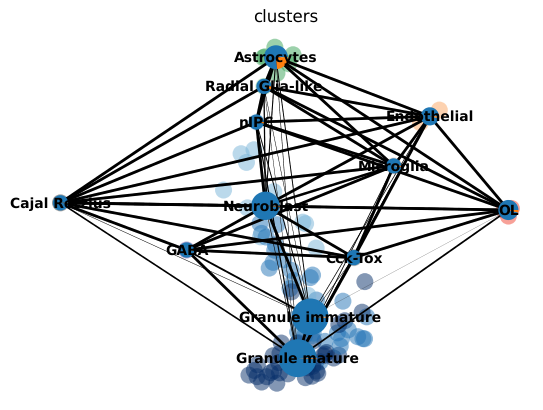 clusters
Astrocytes
Radial Glia-like
nIPC
Endothelial
Microglia
Cajal Retzius
Neuroblast
OL
GABA
Cck-Tox
Granule immature
Granule mature